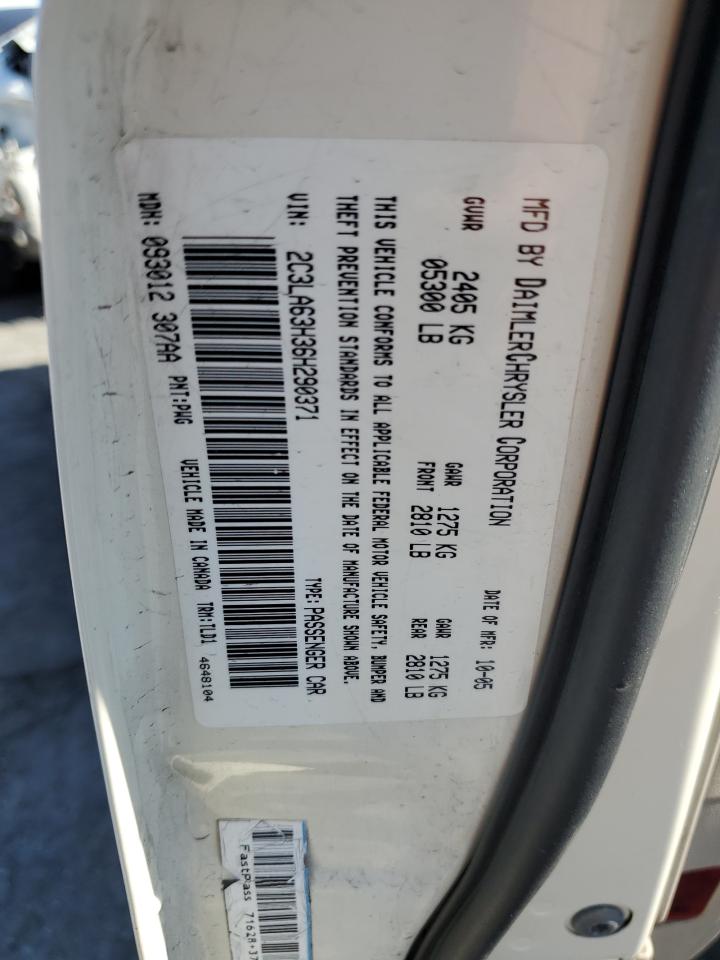 MFD BY DAIMLERCHRYSLER CORPORATION
DATE OF MFR: 10-05
GVWR 2405 KG
05300 LB
GAWR 1275 KG
FRONT 2810 LB
GAWR 1275 KG
REAR 2810 LB
THIS VEHICLE CONFORMS TO ALL APPLICABLE FEDERAL MOTOR VEHICLE SAFETY, BUMPER AND
THEFT PREVENTION STANDARDS IN EFFECT ON THE DATE OF MANUFACTURE SHOWN ABOVE.
VIN: 2C3LA63H36H290371
TYPE: PASSENGER CAR
MDH: 093012 307AA
PNT:PWG
VEHICLE MADE IN CANADA
TRM:TLD1
4648104
FastPass 71628+37